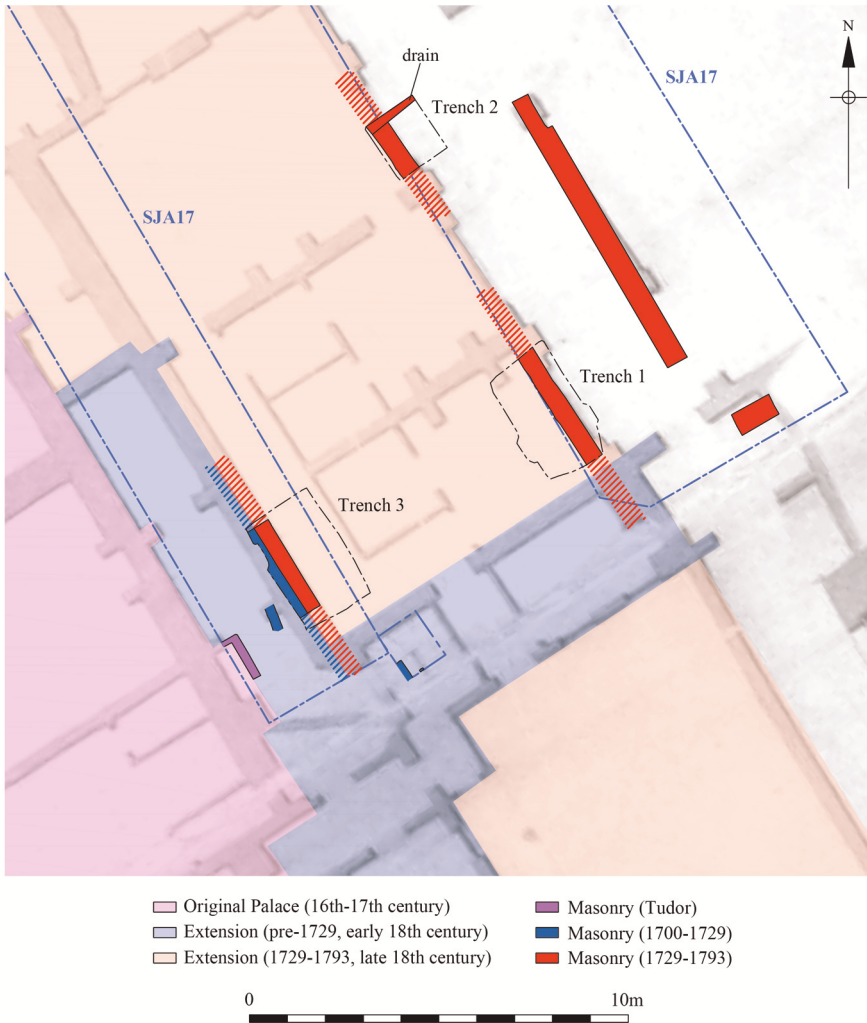 N
drain
SJA17
Trench 2
SJA17
Trench 1
Trench 3
Original Palace (16th-17th century)
Extension (pre-1729, early 18th century)
Extension (1729-1793, late 18th century)
Masonry (Tudor)
Masonry (1700-1729)
Masonry (1729-1793)
0
10m